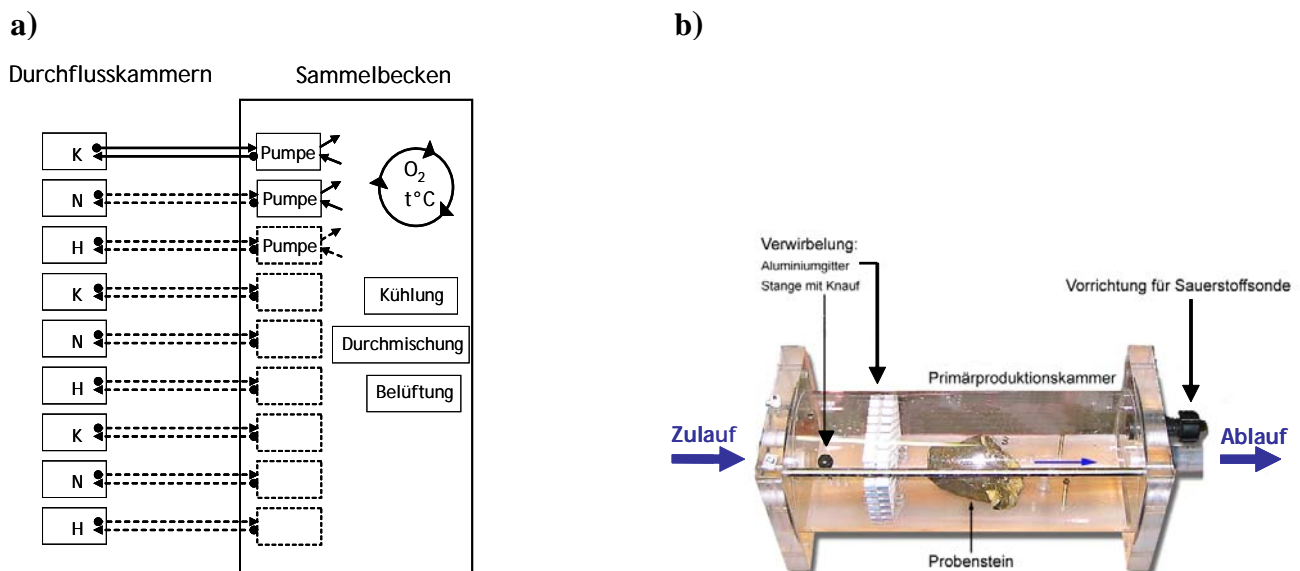 a)
Durchflusskammern
Sammelbecken
K
Pumpe
N
Pumpe
H
Pumpe
K
N
H
K
N
H
O2
t°C
Kühlung
Durchmischung
Belüftung
b)
Verwirbelung:
Aluminiumgitter
Stange mit Knauf
Vorrichtung für Sauerstoffsonde
Primärproduktionskammer
Zulauf
Ablauf
Probenstein